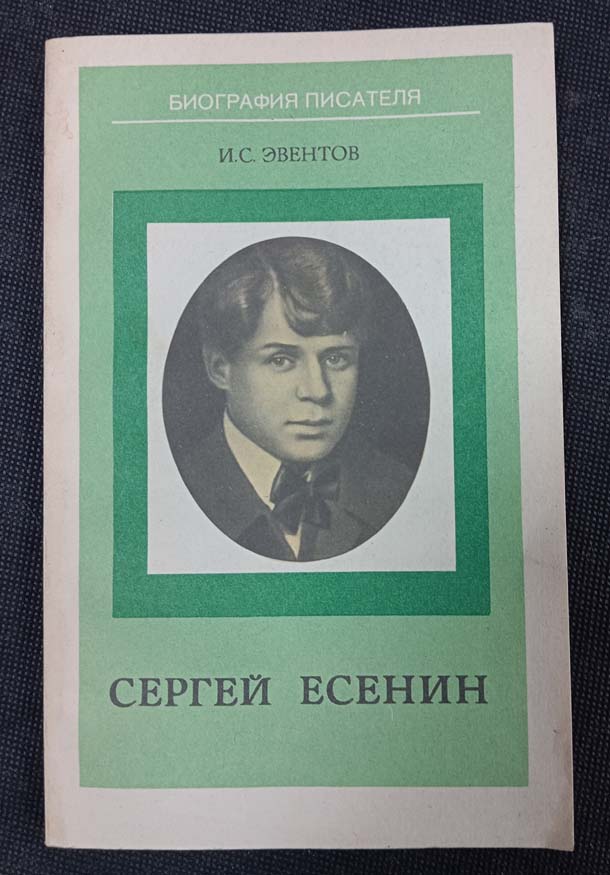 БИОГРАФИЯ ПИСАТЕЛЯ
И.С. ЭВЕНТОВ
СЕРГЕЙ ЕСЕНИН